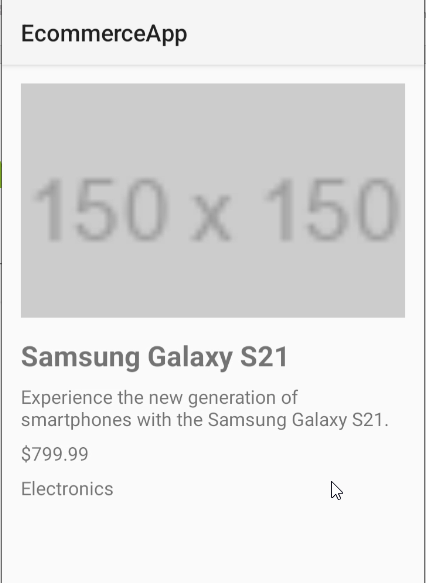 EcommerceApp
150 x 150
Samsung Galaxy S21
Experience the new generation of
smartphones with the Samsung Galaxy S21.
$799.99
Electronics